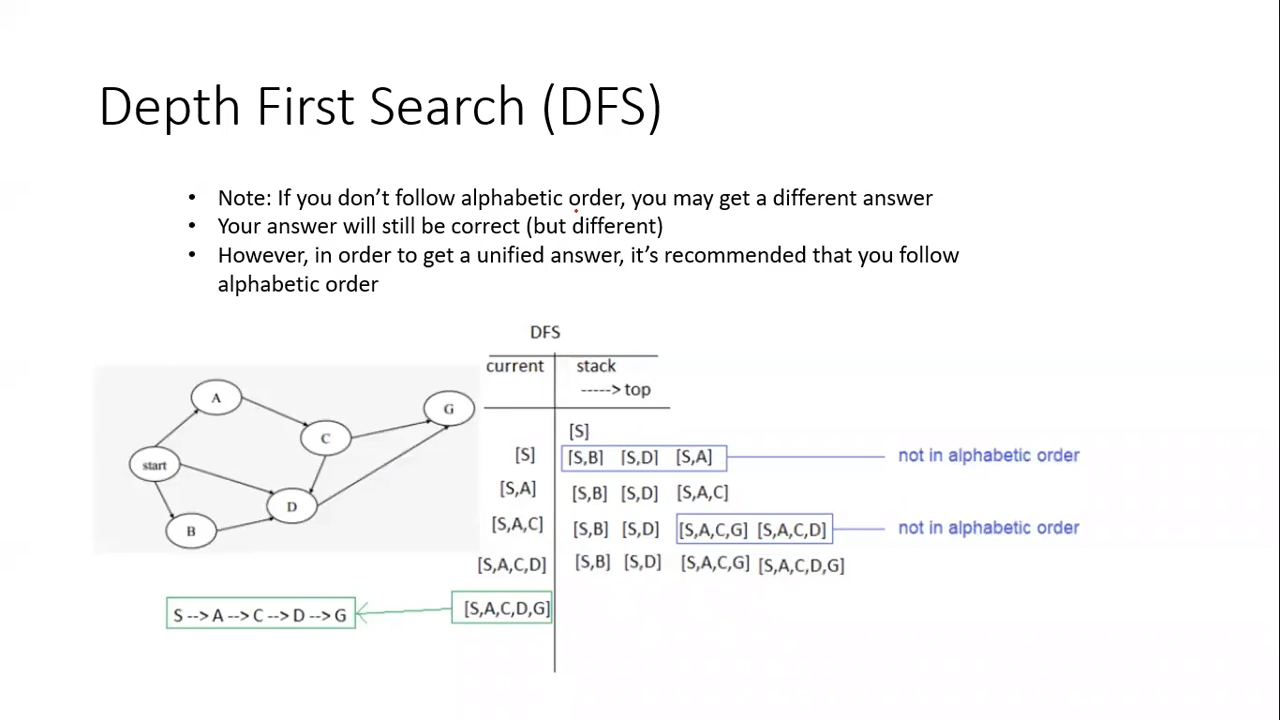 Depth First Search (DFS)
• Note: If you don't follow alphabetic order, you may get a different answer
• Your answer will still be correct (but different)
• However, in order to get a unified answer, it's recommended that you follow
alphabetic order
DFS
current stack
-----> top
A
G
C
start
D
B
[S]
[S] [S,B] [S,D] [S,A] not in alphabetic order
[S,A] [S,B] [S,D] [S,A,C]
[S,A,C] [S,B] [S,D] [S,A,C,G] [S,A,C,D] not in alphabetic order
[S,A,C,D] [S,B] [S,D] [S,A,C,G] [S,A,C,D,G]
S --> A --> C --> D --> G [S,A,C,D,G]